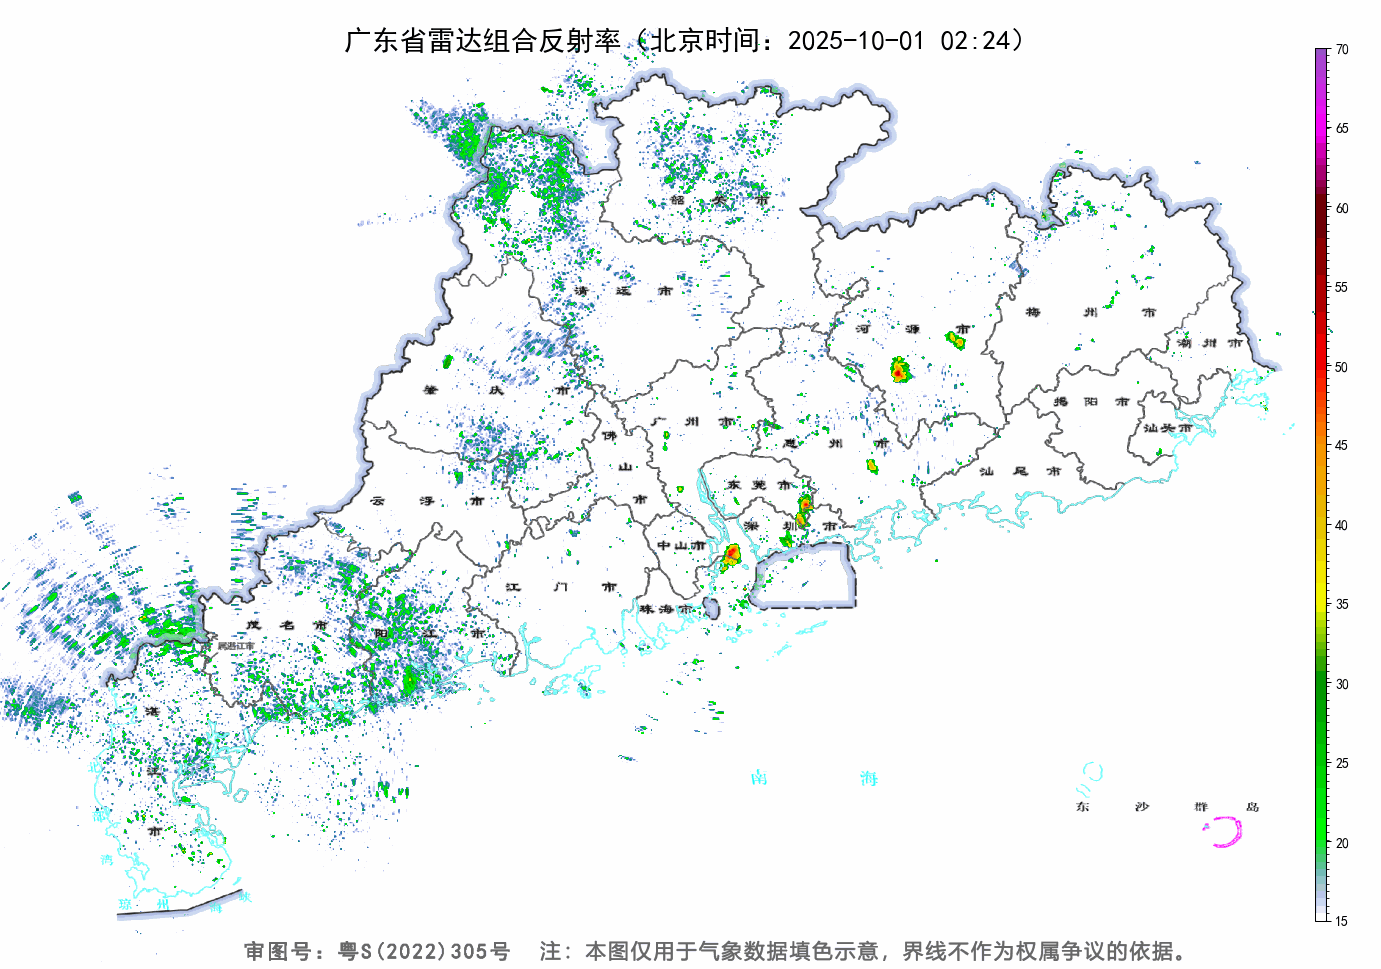 广东省雷达组合反射率（北京时间：2025-10-01 02:24）
70
65
60
55
50
45
40
35
30
25
20
15
韶关市
清远市
河源市
梅州市
潮州市
肇庆市
广州市
揭阳市
汕头市
佛山市
惠州市
汕尾市
云浮市
东莞市
深圳市
中山市
江门市
珠海市
茂名市
阳江市
属湛江市
湛江市
南海
东沙群岛
北部湾
琼州海峡
审图号：粤S(2022)305号 注：本图仅用于气象数据填色示意，界线不作为权属争议的依据。